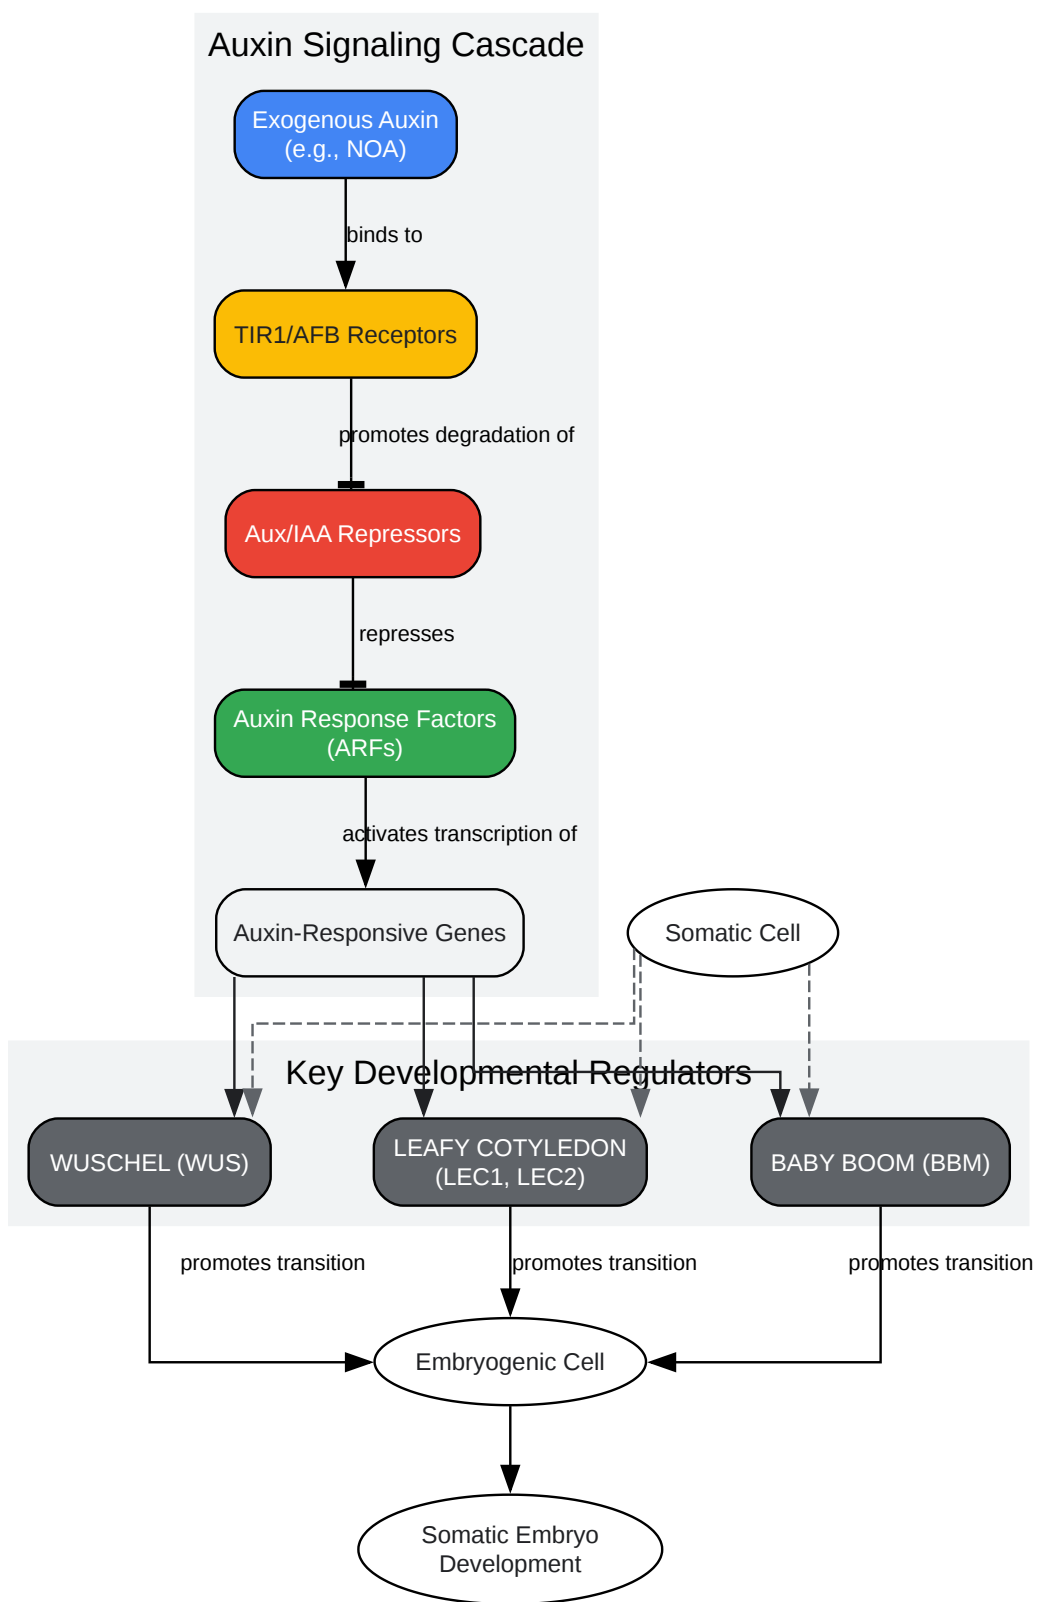 Auxin Signaling Cascade
Exogenous Auxin
(e.g., NOA)
binds to
TIR1/AFB Receptors
promotes degradation of
Aux/IAA Repressors
represses
Auxin Response Factors
(ARFs)
activates transcription of
Auxin-Responsive Genes
Somatic Cell
Key Developmental Regulators
WUSCHEL (WUS)
LEAFY COTYLEDON
(LEC1, LEC2)
BABY BOOM (BBM)
promotes transition
promotes transition
promotes transition
Embryogenic Cell
Somatic Embryo
Development